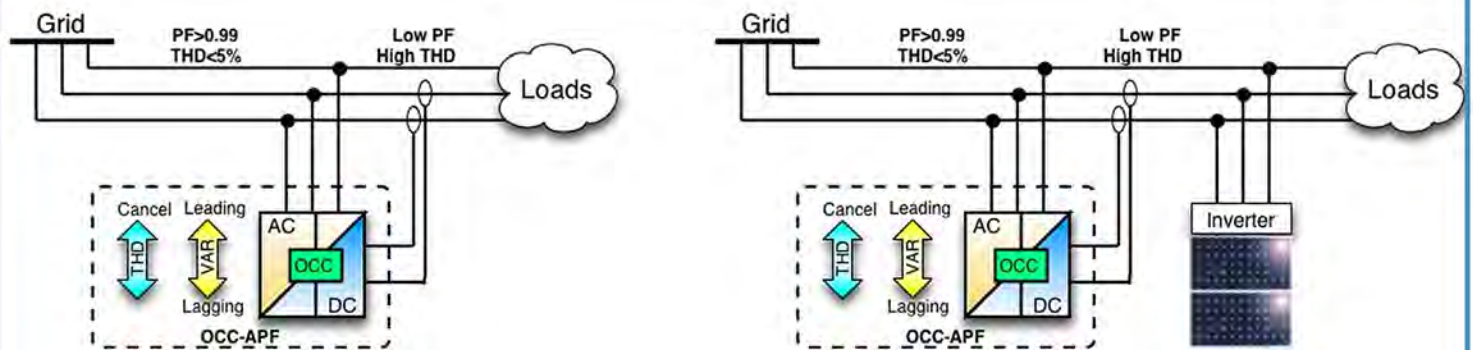 Grid
PF>0.99
THD<5%
Low PF
High THD
Loads
Cancel
Leading
THD
VAR
Lagging
AC
OCC
DC
OCC-APF
Grid
PF>0.99
THD<5%
Low PF
High THD
Loads
Cancel
Leading
THD
VAR
Lagging
AC
OCC
DC
OCC-APF
Inverter